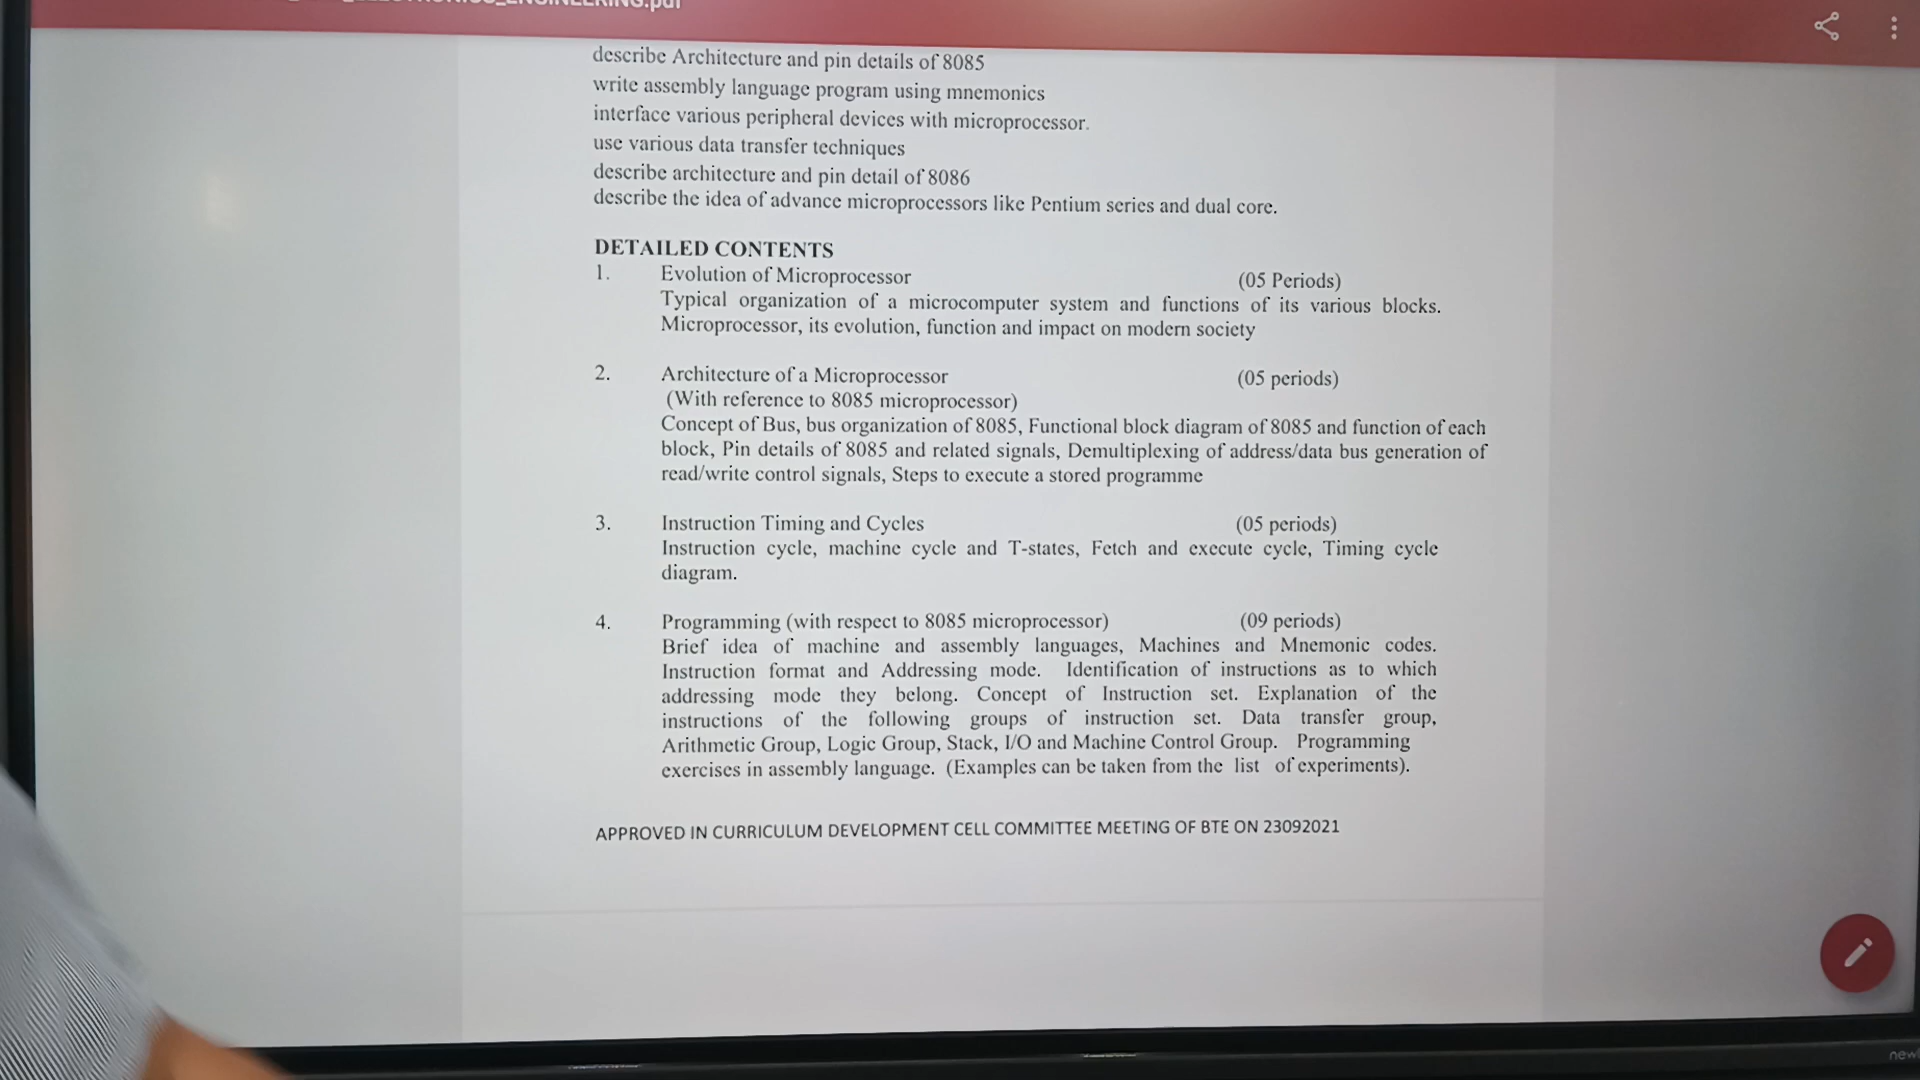 describe Architecture and pin details of 8085
write assembly language program using mnemonics
interface various peripheral devices with microprocessor.
use various data transfer techniques
describe architecture and pin detail of 8086
describe the idea of advance microprocessors like Pentium series and dual core.
DETAILED CONTENTS
1. Evolution of Microprocessor (05 Periods)
Typical organization of a microcomputer system and functions of its various blocks.
Microprocessor, its evolution, function and impact on modern society
2. Architecture of a Microprocessor (05 periods)
(With reference to 8085 microprocessor)
Concept of Bus, bus organization of 8085, Functional block diagram of 8085 and function of each
block, Pin details of 8085 and related signals, Demultiplexing of address/data bus generation of
read/write control signals, Steps to execute a stored programme
3. Instruction Timing and Cycles (05 periods)
Instruction cycle, machine cycle and T-states, Fetch and execute cycle, Timing cycle
diagram.
4. Programming (with respect to 8085 microprocessor) (09 periods)
Brief idea of machine and assembly languages, Machines and Mnemonic codes.
Instruction format and Addressing mode. Identification of instructions as to which
addressing mode they belong. Concept of Instruction set. Explanation of the
instructions of the following groups of instruction set. Data transfer group,
Arithmetic Group, Logic Group, Stack, I/O and Machine Control Group. Programming
exercises in assembly language. (Examples can be taken from the list of experiments).
APPROVED IN CURRICULUM DEVELOPMENT CELL COMMITTEE MEETING OF BTE ON 23092021